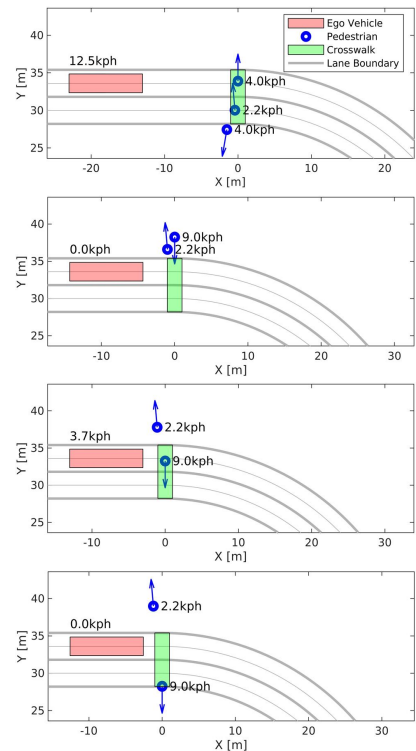 Ego Vehicle
Pedestrian
Crosswalk
Lane Boundary
12.5kph
4.0kph
2.2kph
4.0kph
Y [m]
40
35
30
25
-20 -10 0 10 20
X [m]
0.0kph
9.0kph
2.2kph
Y [m]
40
35
30
25
-10 0 10 20 30
X [m]
3.7kph
2.2kph
9.0kph
Y [m]
40
35
30
25
-10 0 10 20 30
X [m]
0.0kph
2.2kph
9.0kph
Y [m]
40
35
30
25
-10 0 10 20 30
X [m]